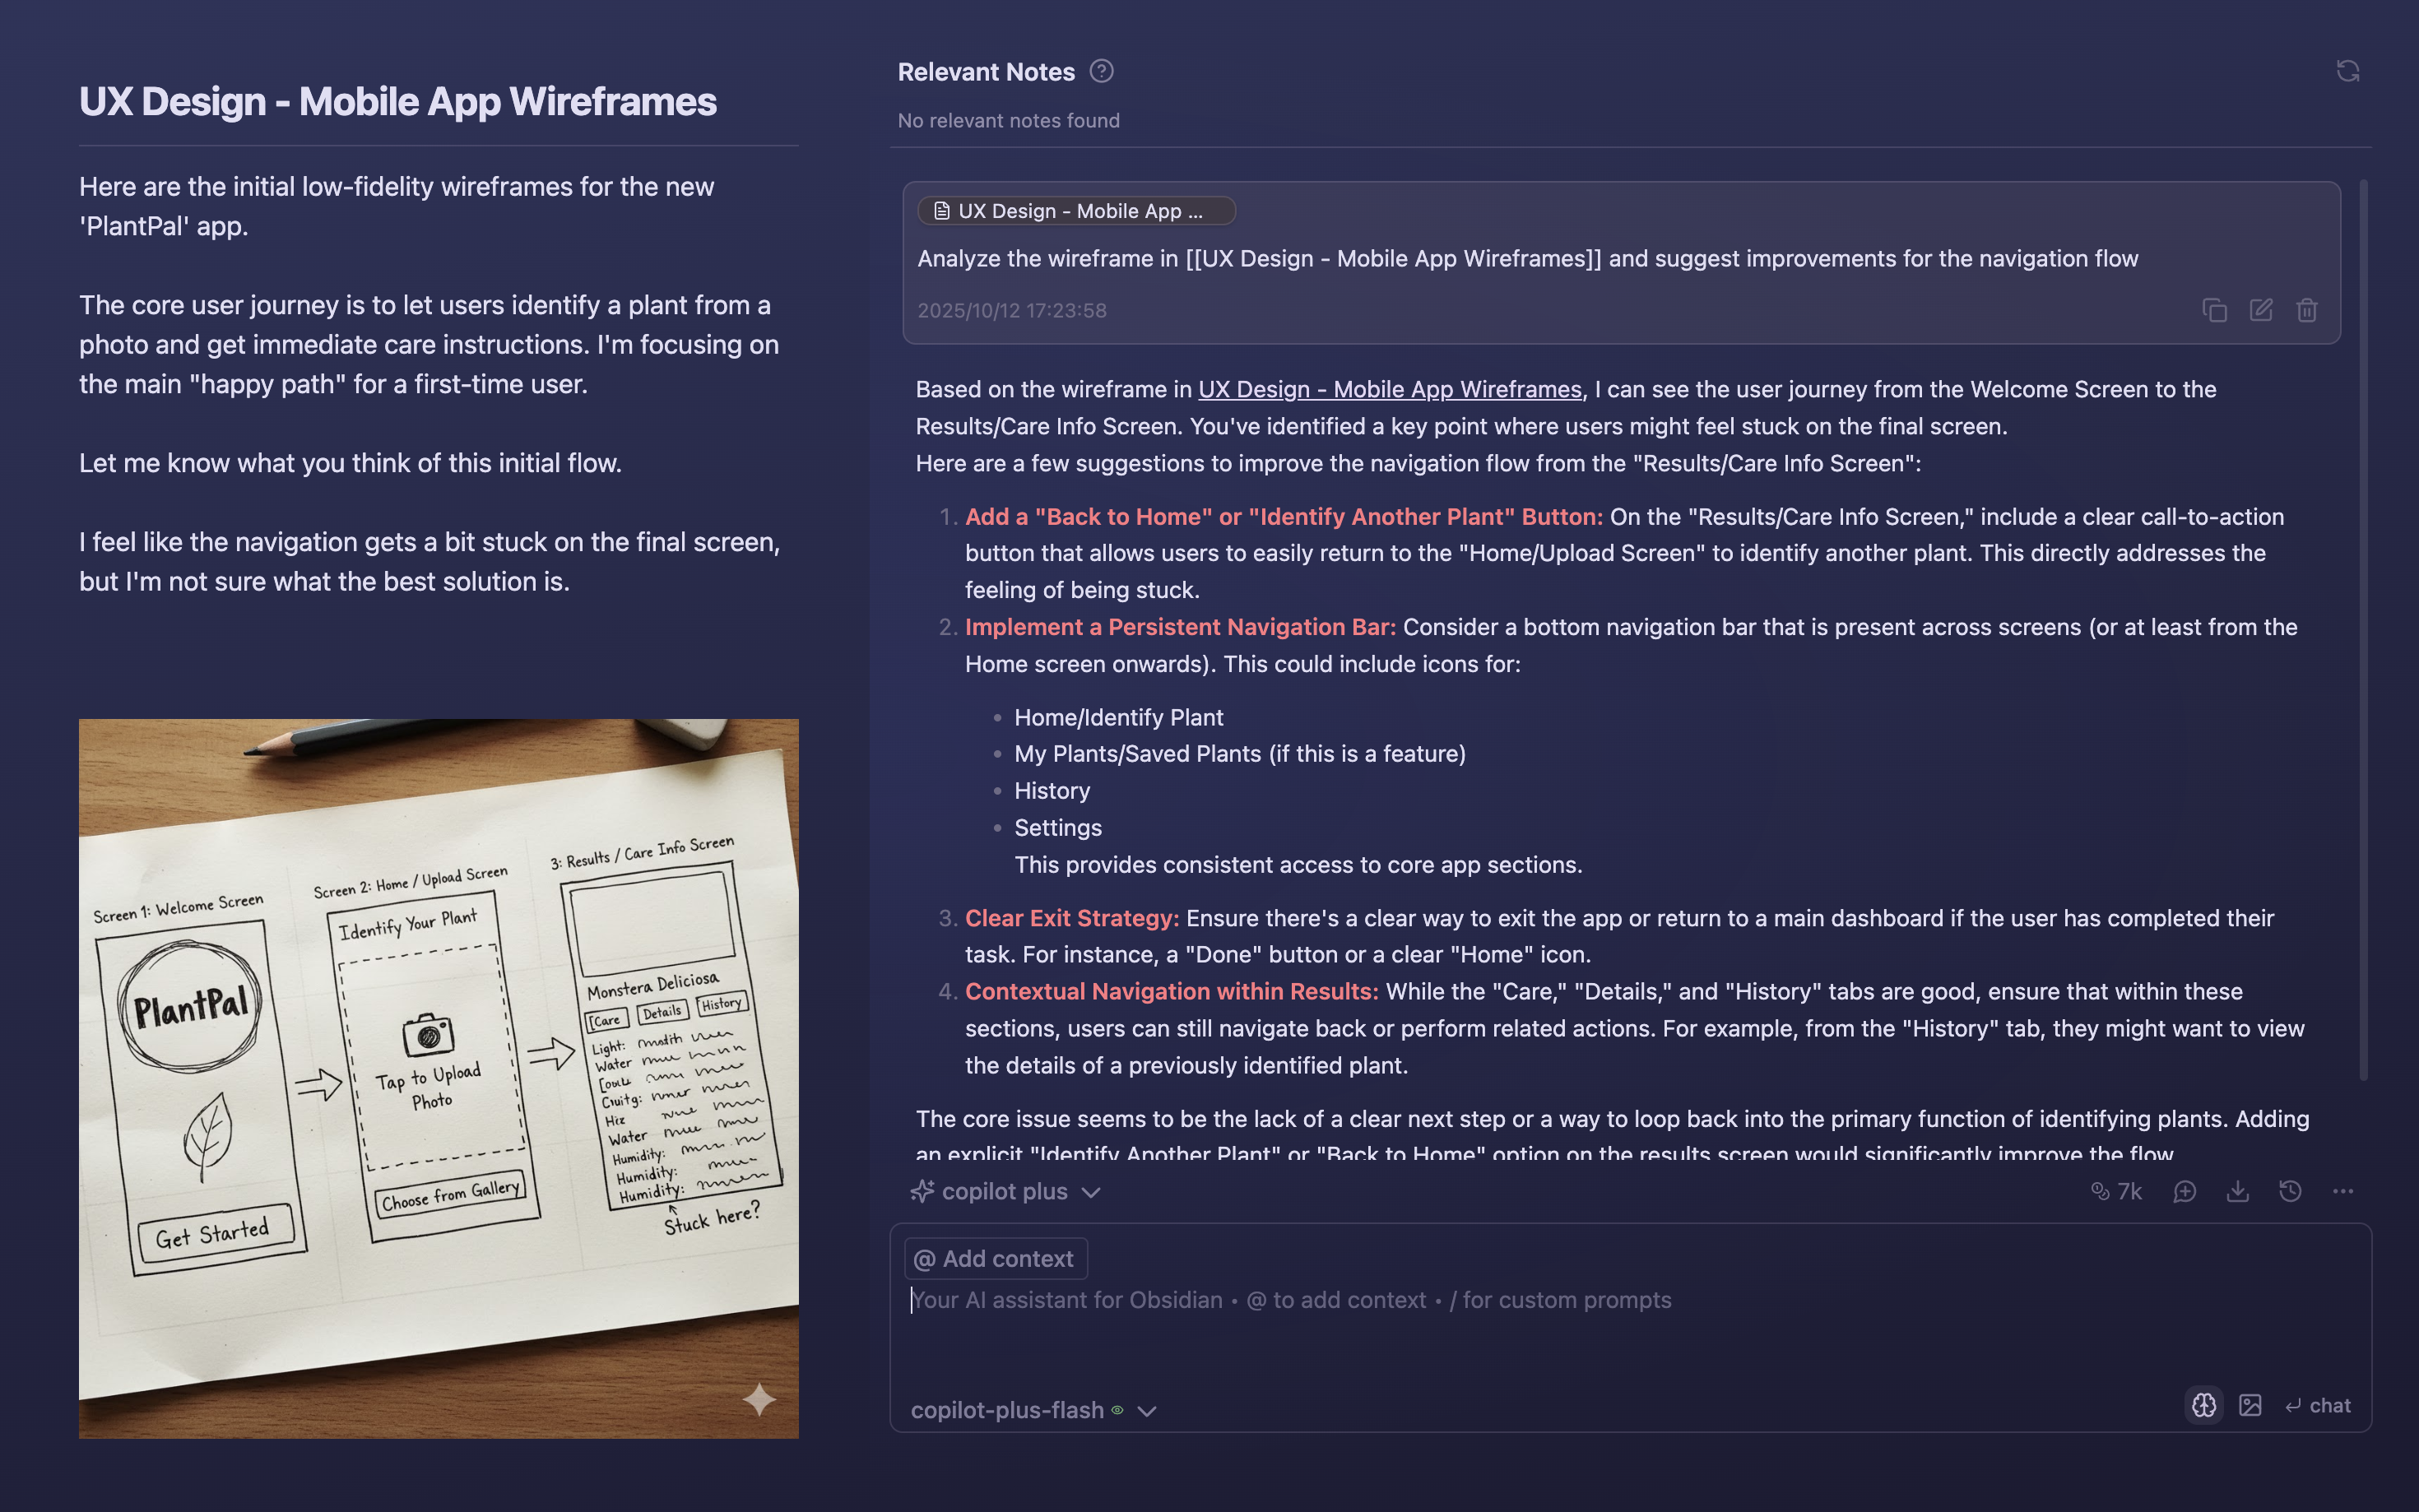 UX Design - Mobile App Wireframes
Here are the initial low-fidelity wireframes for the new
'PlantPal' app.
The core user journey is to let users identify a plant from a
photo and get immediate care instructions. I'm focusing on
the main "happy path" for a first-time user.
Let me know what you think of this initial flow.
I feel like the navigation gets a bit stuck on the final screen,
but I'm not sure what the best solution is.
Screen 1: Welcome Screen
PlantPal
Get Started
Screen 2: Home / Upload Screen
Identify Your Plant
Tap to Upload
Photo
Choose from Gallery
3: Results / Care Info Screen
Monstera Deliciosa
Care
Details
History
Light:
Water
Water
Humidity:
Humidity:
Humidity:
Stuck here?
Relevant Notes
No relevant notes found
UX Design - Mobile App ...
Analyze the wireframe in [[UX Design - Mobile App Wireframes]] and suggest improvements for the navigation flow
2025/10/12 17:23:58
Based on the wireframe in UX Design - Mobile App Wireframes, I can see the user journey from the Welcome Screen to the
Results/Care Info Screen. You've identified a key point where users might feel stuck on the final screen.
Here are a few suggestions to improve the navigation flow from the "Results/Care Info Screen":
1. Add a "Back to Home" or "Identify Another Plant" Button: On the "Results/Care Info Screen," include a clear call-to-action
button that allows users to easily return to the "Home/Upload Screen" to identify another plant. This directly addresses the
feeling of being stuck.
2. Implement a Persistent Navigation Bar: Consider a bottom navigation bar that is present across screens (or at least from the
Home screen onwards). This could include icons for:
• Home/Identify Plant
• My Plants/Saved Plants (if this is a feature)
• History
• Settings
This provides consistent access to core app sections.
3. Clear Exit Strategy: Ensure there's a clear way to exit the app or return to a main dashboard if the user has completed their
task. For instance, a "Done" button or a clear "Home" icon.
4. Contextual Navigation within Results: While the "Care," "Details," and "History" tabs are good, ensure that within these
sections, users can still navigate back or perform related actions. For example, from the "History" tab, they might want to view
the details of a previously identified plant.
The core issue seems to be the lack of a clear next step or a way to loop back into the primary function of identifying plants. Adding
an explicit "Identify Another Plant" or "Back to Home" option on the results screen would significantly improve the flow
copilot plus
7k
@ Add context
Your AI assistant for Obsidian • @ to add context • / for custom prompts
copilot-plus-flash
chat